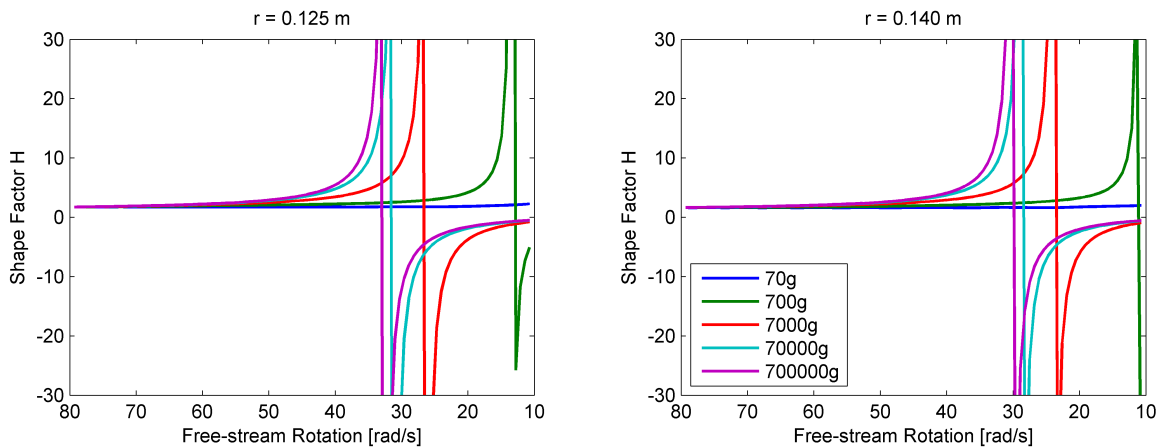 r = 0.125 m
30
20
10
0
-10
-20
-30
Shape Factor H
80 70 60 50 40 30 20 10
Free-stream Rotation [rad/s]
r = 0.140 m
30
20
10
0
-10
-20
-30
Shape Factor H
70g
700g
7000g
70000g
700000g
80 70 60 50 40 30 20 10
Free-stream Rotation [rad/s]